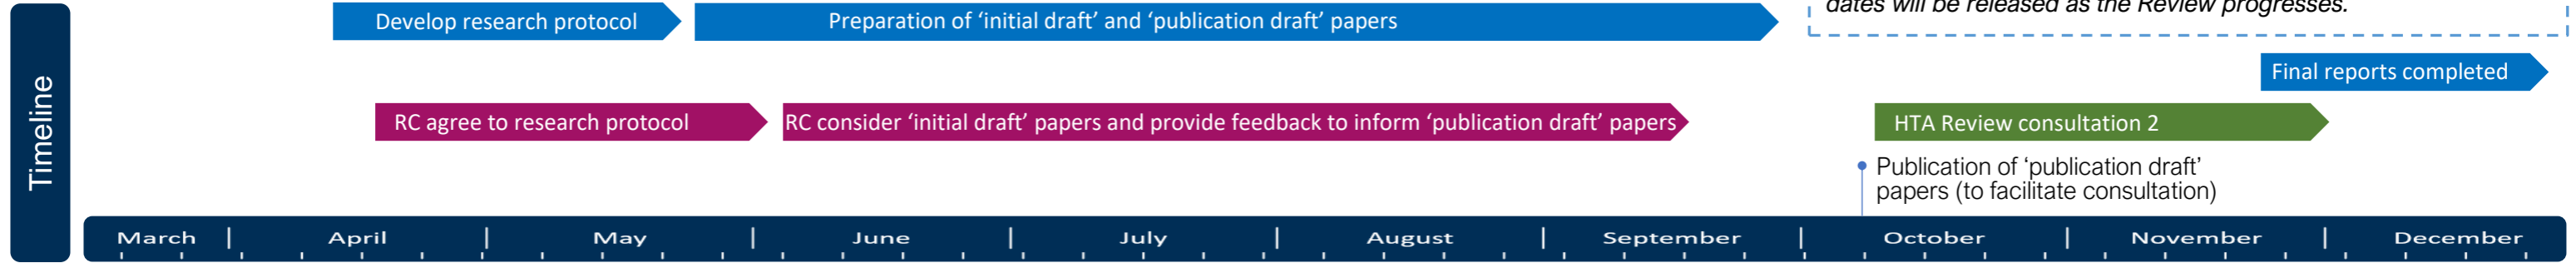 dates will be released as the Review progresses.
Develop research protocol
Preparation of ‘initial draft’ and ‘publication draft’ papers
Final reports completed
Timeline
RC agree to research protocol
RC consider ‘initial draft’ papers and provide feedback to inform ‘publication draft’ papers
HTA Review consultation 2
Publication of ‘publication draft’
papers (to facilitate consultation)
March | April | May | June | July | August | September | October | November | December